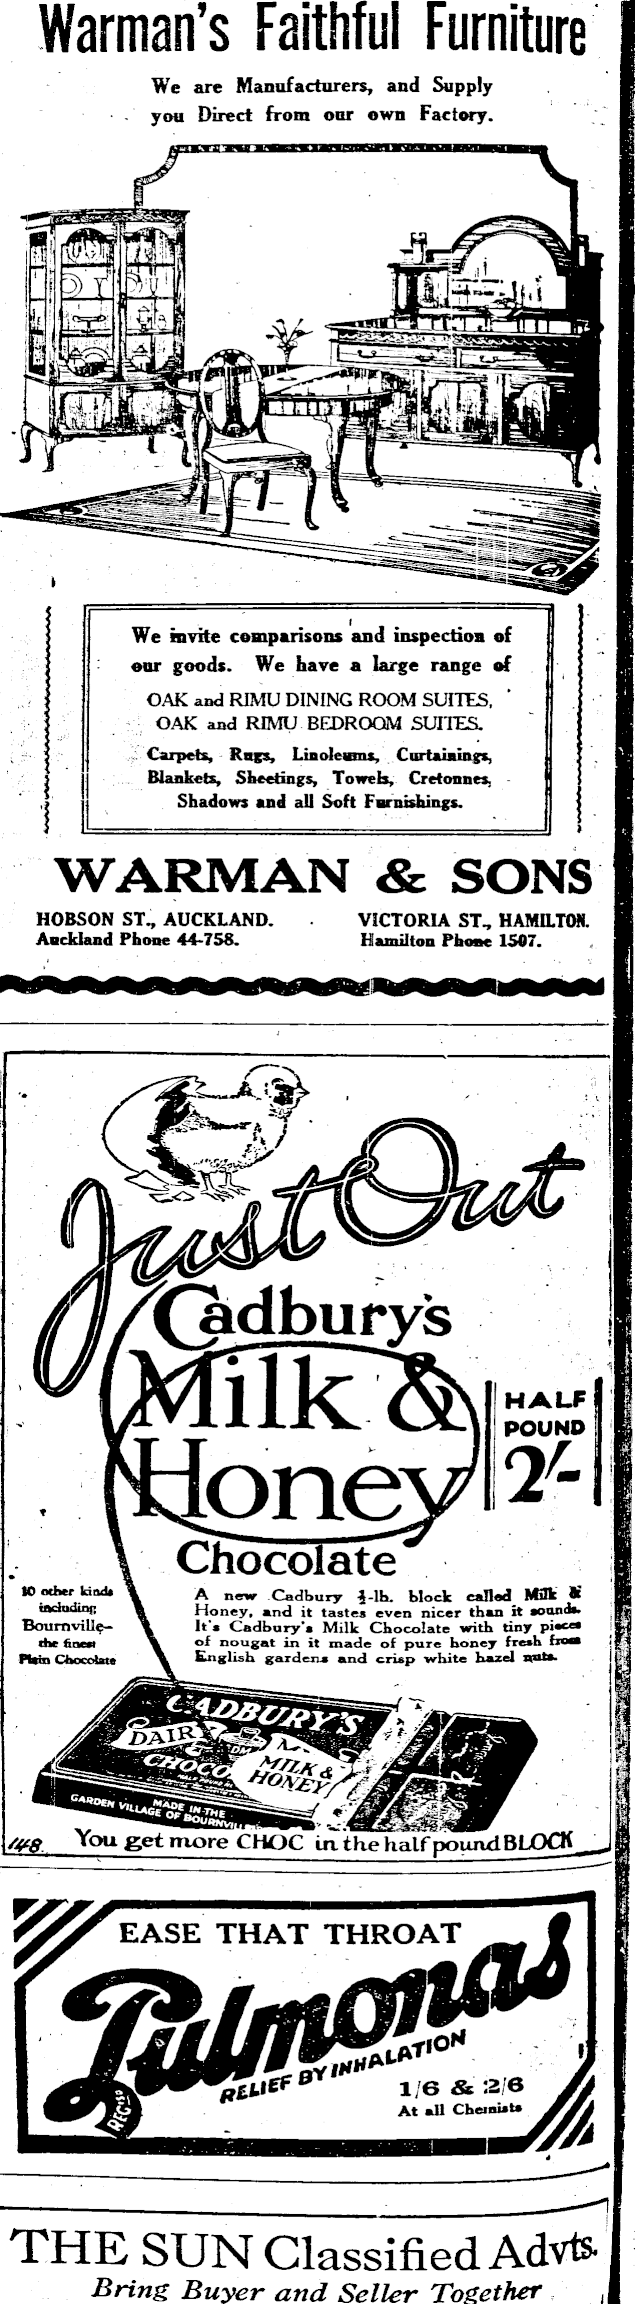 Warman's Faithful Furniture
We are Manufacturers, and Supply
you Direct from our own Factory.
We invite comparisons and inspection of
our goods. We have a large range of
OAK and RIMU DINING ROOM SUITES,
OAK and RIMU BEDROOM SUITES.
Carpets, Rugs, Linoleums, Curtainings,
Blankets, Sheetings, Towels, Cretonnes,
Shadows and all Soft Furnishings.
WARMAN & SONS
HOBSON ST., AUCKLAND.
Auckland Phone 44-758.
VICTORIA ST., HAMILTON.
Hamilton Phone 1507.
Just Out
Cadbury's
Milk &
Honey
Chocolate
HALF
POUND
2/-
10 other kinds
including
Bournville—
the finest
Plain Chocolate
A new Cadbury ½-lb. block called Milk &
Honey, and it tastes even nicer than it sounds.
It's Cadbury's Milk Chocolate with tiny pieces
of nougat in it made of pure honey fresh from
English gardens and crisp white hazel nuts.
CADBURY'S
DAIRY
CHOCO
MILK &
HONEY
MADE IN THE
GARDEN VILLAGE OF BOURNVILL
148
You get more CHOC in the half pound BLOCK
EASE THAT THROAT
Pulmonas
REGISD
RELIEF BY INHALATION
1/6 & 2/6
At all Chemists
THE SUN Classified Advts.
Bring Buyer and Seller Together